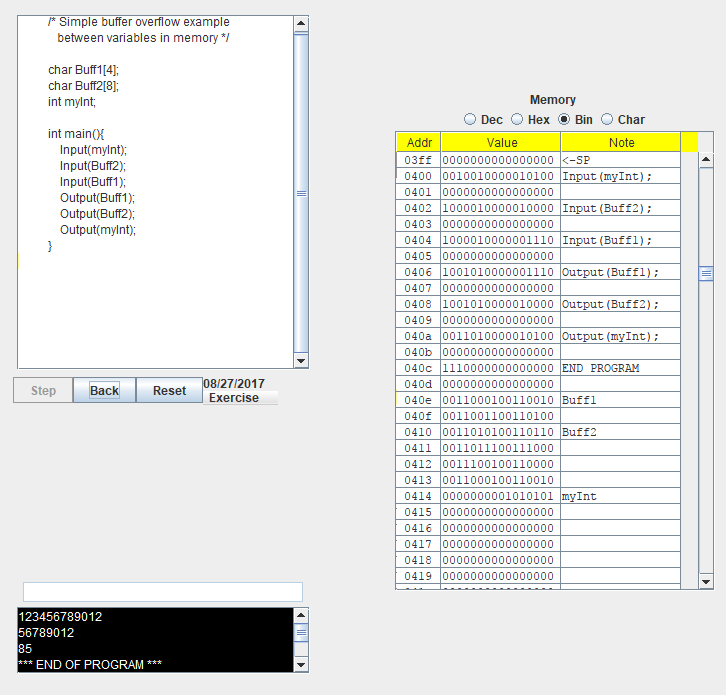 /* Simple buffer overflow example
between variables in memory */
char Buff1[4];
char Buff2[8];
int myInt;
int main(){
Input(myInt);
Input(Buff2);
Input(Buff1);
Output(Buff1);
Output(Buff2);
Output(myInt);
}
Step Back Reset 08/27/2017
Exercise
123456789012
56789012
85
*** END OF PROGRAM ***
Memory
Dec Hex Bin Char
Addr Value Note
03ff 0000000000000000 <-SP
0400 0010010000010100 Input(myInt);
0401 0000000000000000
0402 1000010000010000 Input(Buff2);
0403 0000000000000000
0404 1000010000001110 Input(Buff1);
0405 0000000000000000
0406 1001010000001110 Output(Buff1);
0407 0000000000000000
0408 1001010000010000 Output(Buff2);
0409 0000000000000000
040a 0011010000010100 Output(myInt);
040b 0000000000000000
040c 1110000000000000 END PROGRAM
040d 0000000000000000
040e 0011000100110010 Buff1
040f 0011001100110100
0410 0011010100110110 Buff2
0411 0011011100111000
0412 0011100100110000
0413 0011000100110010
0414 0000000001010101 myInt
0415 0000000000000000
0416 0000000000000000
0417 0000000000000000
0418 0000000000000000
0419 0000000000000000